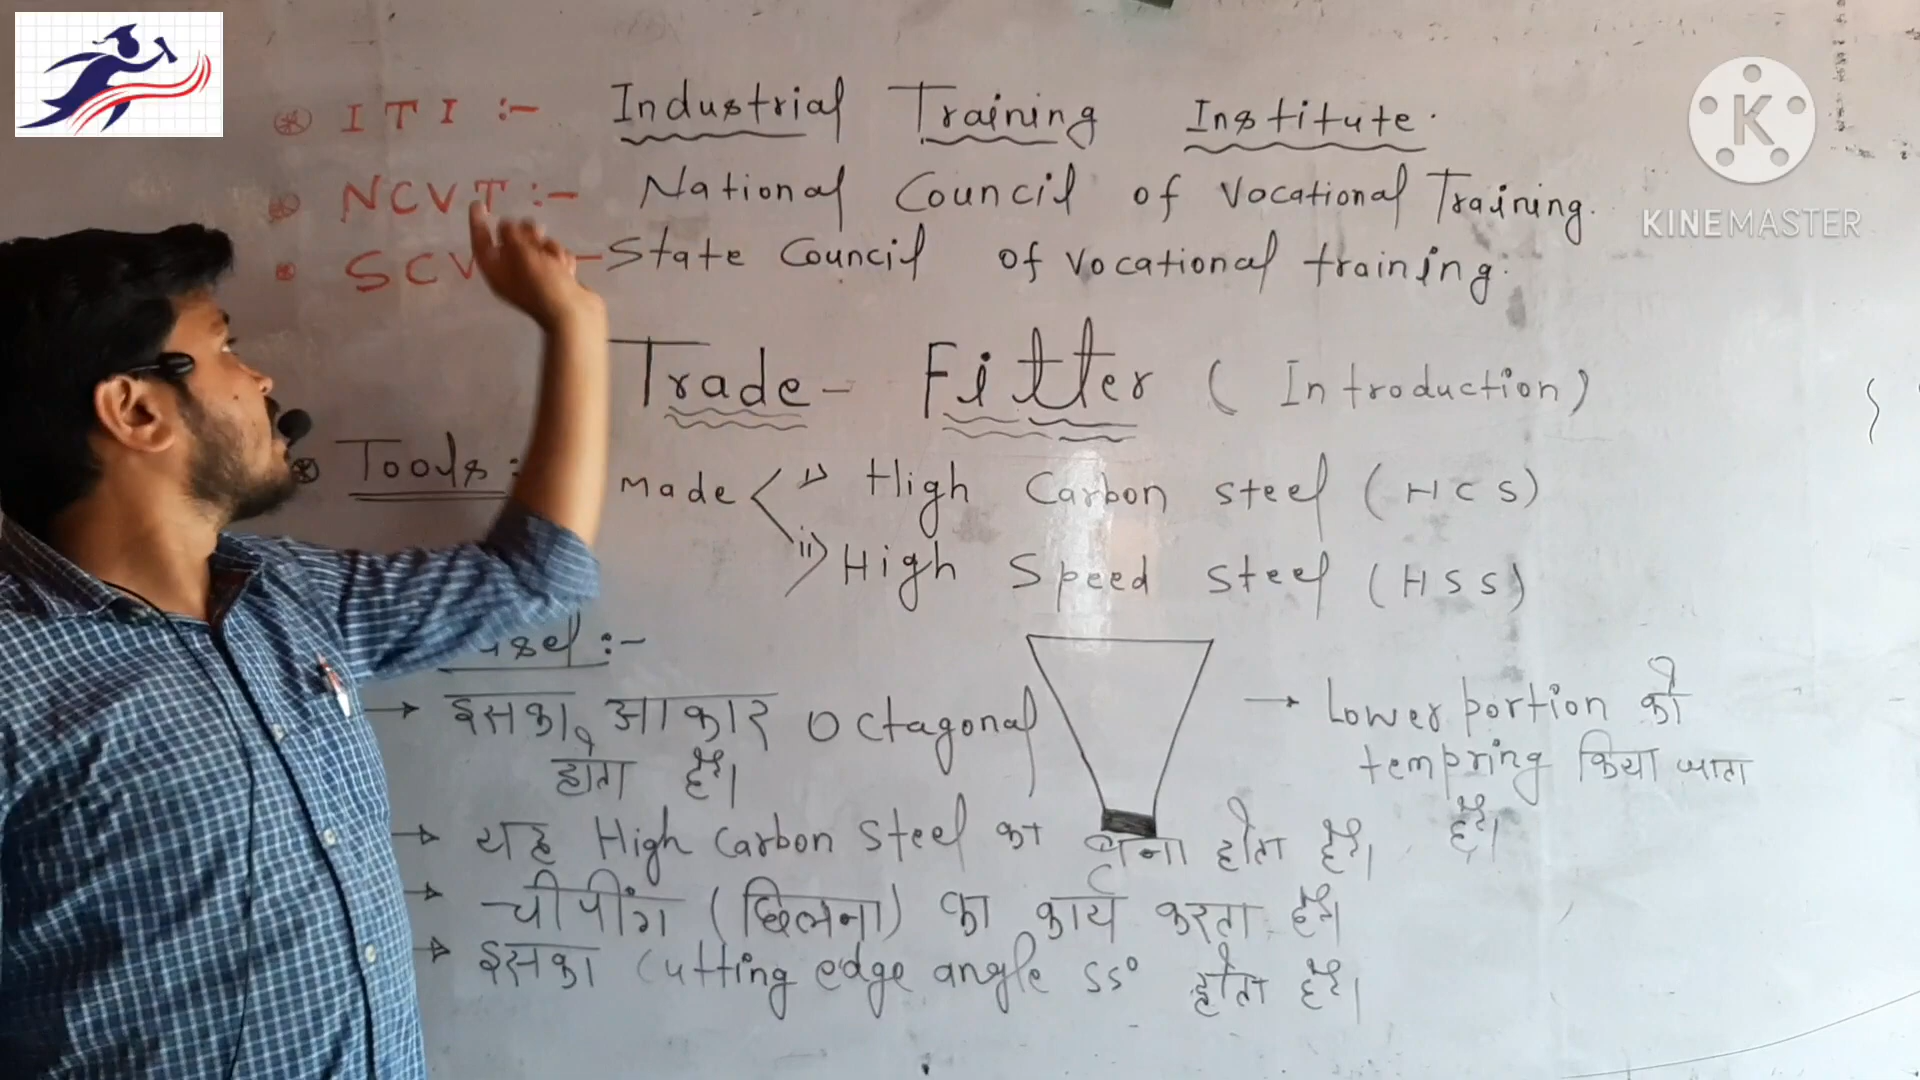 ITI :- Industrial Training Institute.
NCVT :- National Council of Vocational Training.
SCV - State Council of Vocational training.
Trade - Fitter (Introduction)
Tools : made i) High Carbon Steel (HCS)
ii) High Speed Steel (HSS)
isel :-
→ इसका आकार Octagonal
होता है।
→ Lower portion को
tempring किया जाता
है।
→ यह High Carbon Steel का बना होता है।
→ चीपींग (छिलना) का कार्य करता है।
→ इसका Cutting edge angle 55° होता है।
K
KINEMASTER